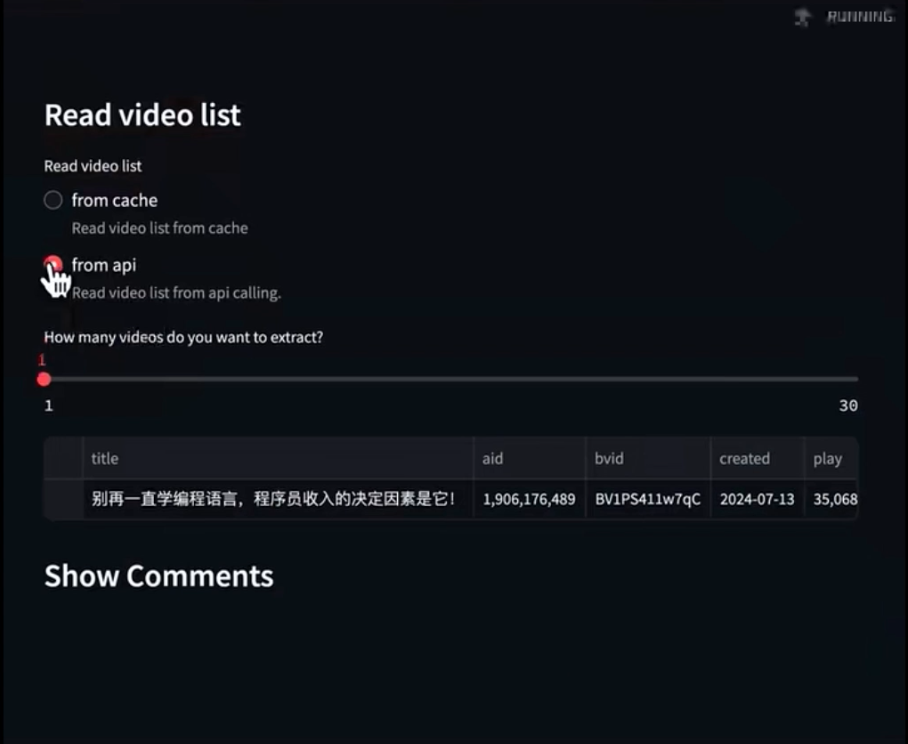 RUNNING
Read video list
Read video list
from cache
Read video list from cache
from api
Read video list from api calling.
How many videos do you want to extract?
1
1 30
title aid bvid created play
别再一直学编程语言，程序员收入的决定因素是它！ 1,906,176,489 BV1PS411w7qC 2024-07-13 35,068
Show Comments